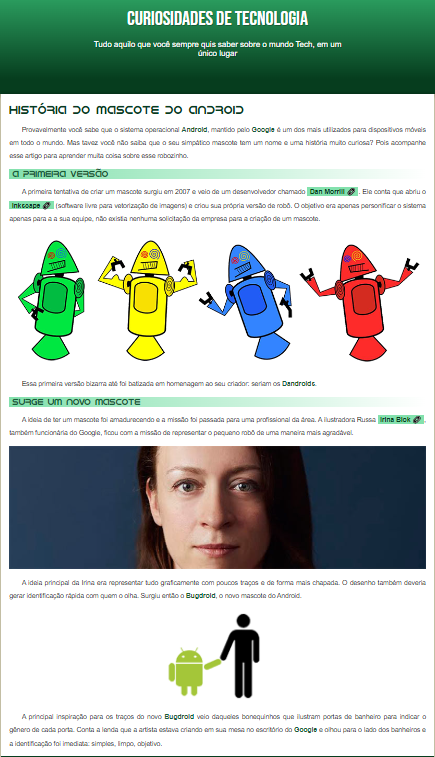 CURIOSIDADES DE TECNOLOGIA
Tudo aquilo que você sempre quis saber sobre o mundo Tech, em um
único lugar
História do Mascote do Android
Provavelmente você sabe que o sistema operacional Android, mantido pelo Google é um dos mais utilizados para dispositivos móveis
em todo o mundo. Mas tavez você não saiba que o seu simpático mascote tem um nome e uma história muito curiosa? Pois acompanhe
esse artigo para aprender muita coisa sobre esse robozinho.
A primeira versão
A primeira tentativa de criar um mascote surgiu em 2007 e veio de um desenvolvedor chamado Dan Morrill. Ele conta que abriu o
Inkscape (software livre para vetorização de imagens) e criou sua própria versão de robô. O objetivo era apenas personificar o sistema
apenas para a a sua equipe, não existia nenhuma solicitação da empresa para a criação de um mascote.
Essa primeira versão bizarra até foi batizada em homenagem ao seu criador: seriam os Dandroids.
Surge um novo mascote
A ideia de ter um mascote foi amadurecendo e a missão foi passada para uma profissional da área. A ilustradora Russa Irina Blok,
também funcionária do Google, ficou com a missão de representar o pequeno robô de uma maneira mais agradável.
A ideia principal da Irina era representar tudo graficamente com poucos traços e de forma mais chapada. O desenho também deveria
gerar identificação rápida com quem o olha. Surgiu então o Bugdroid, o novo mascote do Android.
A principal inspiração para os traços do novo Bugdroid veio daqueles bonequinhos que ilustram portas de banheiro para indicar o
gênero de cada porta. Conta a lenda que a artista estava criando em sua mesa no escritório do Google e olhou para o lado dos banheiros e
a identificação foi imediata: simples, limpo, objetivo.